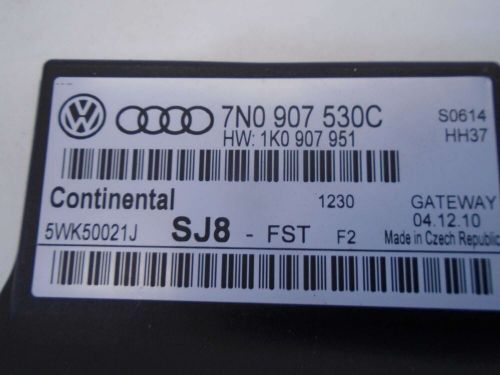 7N0 907 530C S0614
HW: 1K0 907 951 HH37
Continental 1230 GATEWAY
04.12.10
5WK50021J SJ8 - FST F2 Made in Czech Republic